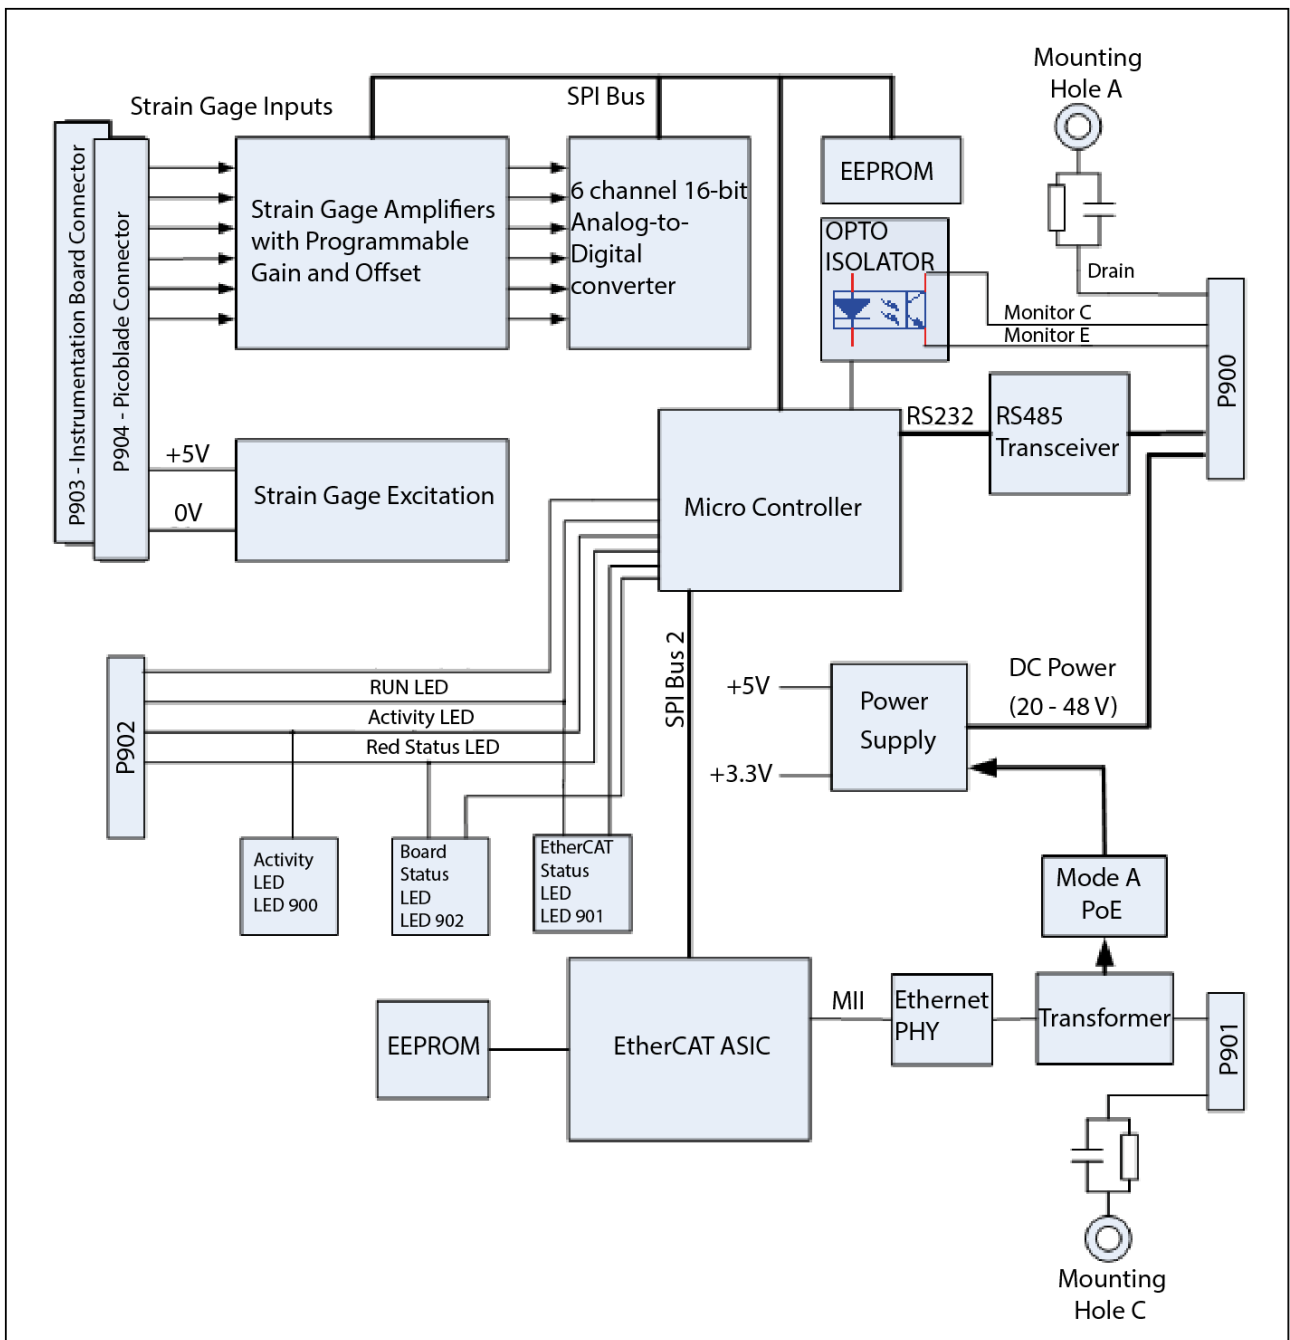 Mounting
Hole A
SPI Bus
Strain Gage Inputs
P903 - Instrumentation Board Connector
P904 - Picoblade Connector
Strain Gage Amplifiers
with Programmable
Gain and Offset
6 channel 16-bit
Analog-to-
Digital
converter
EEPROM
OPTO
ISOLATOR
Drain
Monitor C
Monitor E
P900
+5V
0V
Strain Gage Excitation
Micro Controller
RS232
RS485
Transceiver
SPI Bus 2
DC Power
(20 - 48 V)
+5V
+3.3V
Power
Supply
P902
RUN LED
Activity LED
Red Status LED
Activity
LED
LED 900
Board
Status
LED
LED 902
EtherCAT
Status
LED
LED 901
Mode A
PoE
EEPROM
EtherCAT ASIC
MII
Ethernet
PHY
Transformer
P901
Mounting
Hole C